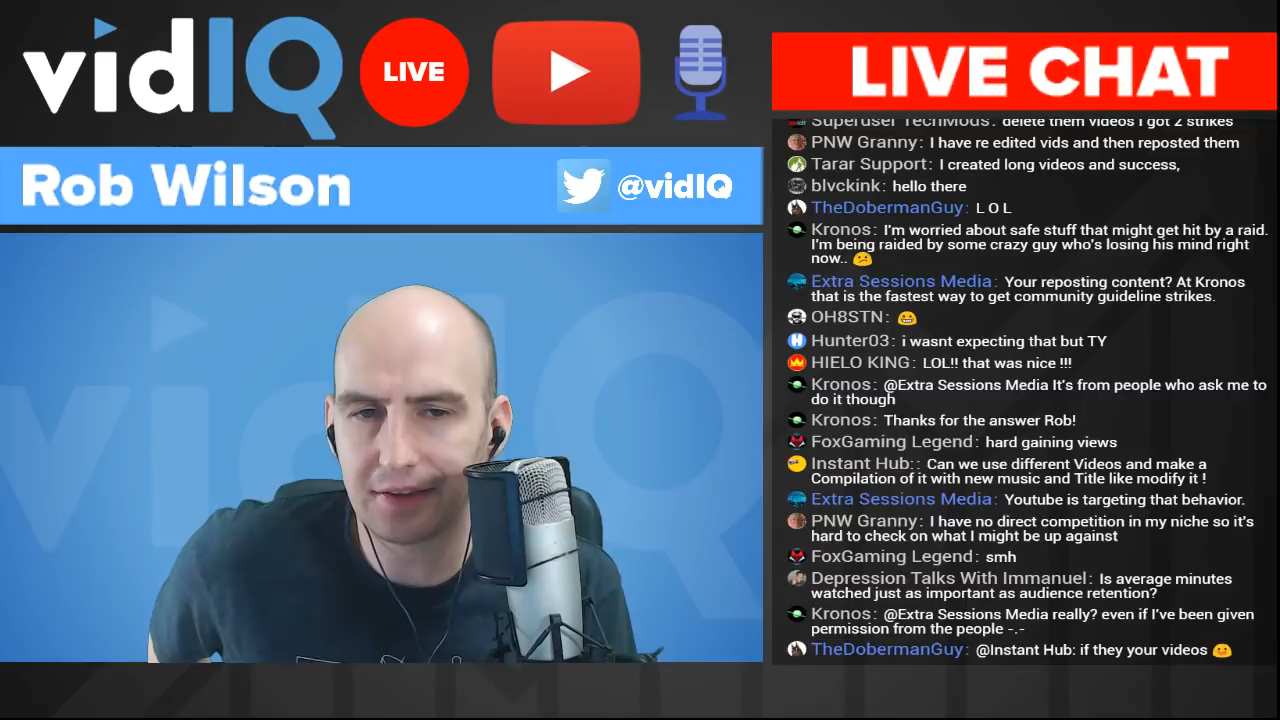 vidIQ
LIVE
LIVE CHAT
Rob Wilson
@vidIQ
Superuser TechMods: delete them videos I got 2 strikes
PNW Granny: I have re edited vids and then reposted them
Tarar Support: I created long videos and success,
blvckink: hello there
TheDobermanGuy: L O L
Kronos: I'm worried about safe stuff that might get hit by a raid.
I'm being raided by some crazy guy who's losing his mind right
now.. 😕
Extra Sessions Media: Your reposting content? At Kronos
that is the fastest way to get community guideline strikes.
OH8STN: 😀
Hunter03: i wasnt expecting that but TY
HIELO KING: LOL!! that was nice !!!
Kronos: @Extra Sessions Media It's from people who ask me to
do it though
Kronos: Thanks for the answer Rob!
FoxGaming Legend: hard gaining views
Instant Hub:: Can we use different Videos and make a
Compilation of it with new music and Title like modify it !
Extra Sessions Media: Youtube is targeting that behavior.
PNW Granny: I have no direct competition in my niche so it's
hard to check on what I might be up against
FoxGaming Legend: smh
Depression Talks With Immanuel: Is average minutes
watched just as important as audience retention?
Kronos: @Extra Sessions Media really? even if I've been given
permission from the people -.-
TheDobermanGuy: @Instant Hub: if they your videos 😛